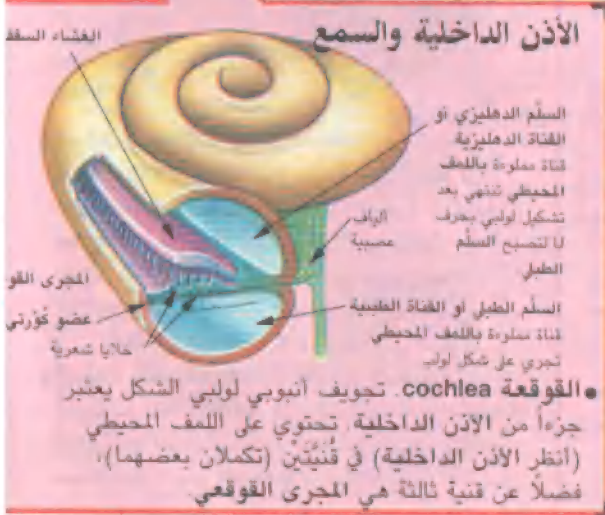 الأذن الداخلية والسمع
الغشاء السقف
السلّم الدهليزي أو
القناة الدهليزية
قناة مملوءة باللمف
المحيطي تنتهي بعد
تشكيل لولبي بحرف
U لتصبح السلّم
الطبلي
ألياف
عصبية
المجرى القو
عضو كُورتي
خلايا شعرية
السلّم الطبلي أو القناة الطبلية
قناة مملوءة باللمف المحيطي
تجري على شكل لولب
• القوقعة cochlea. تجويف أنبوبي لولبي الشكل يعتبر
جزءاً من الأذن الداخلية. تحتوي على اللمف المحيطي
(أنظر الأذن الداخلية) في قُنَيَّتَيْن (تكملان بعضهما)،
فضلاً عن قنية ثالثة هي المجرى القوقعي.